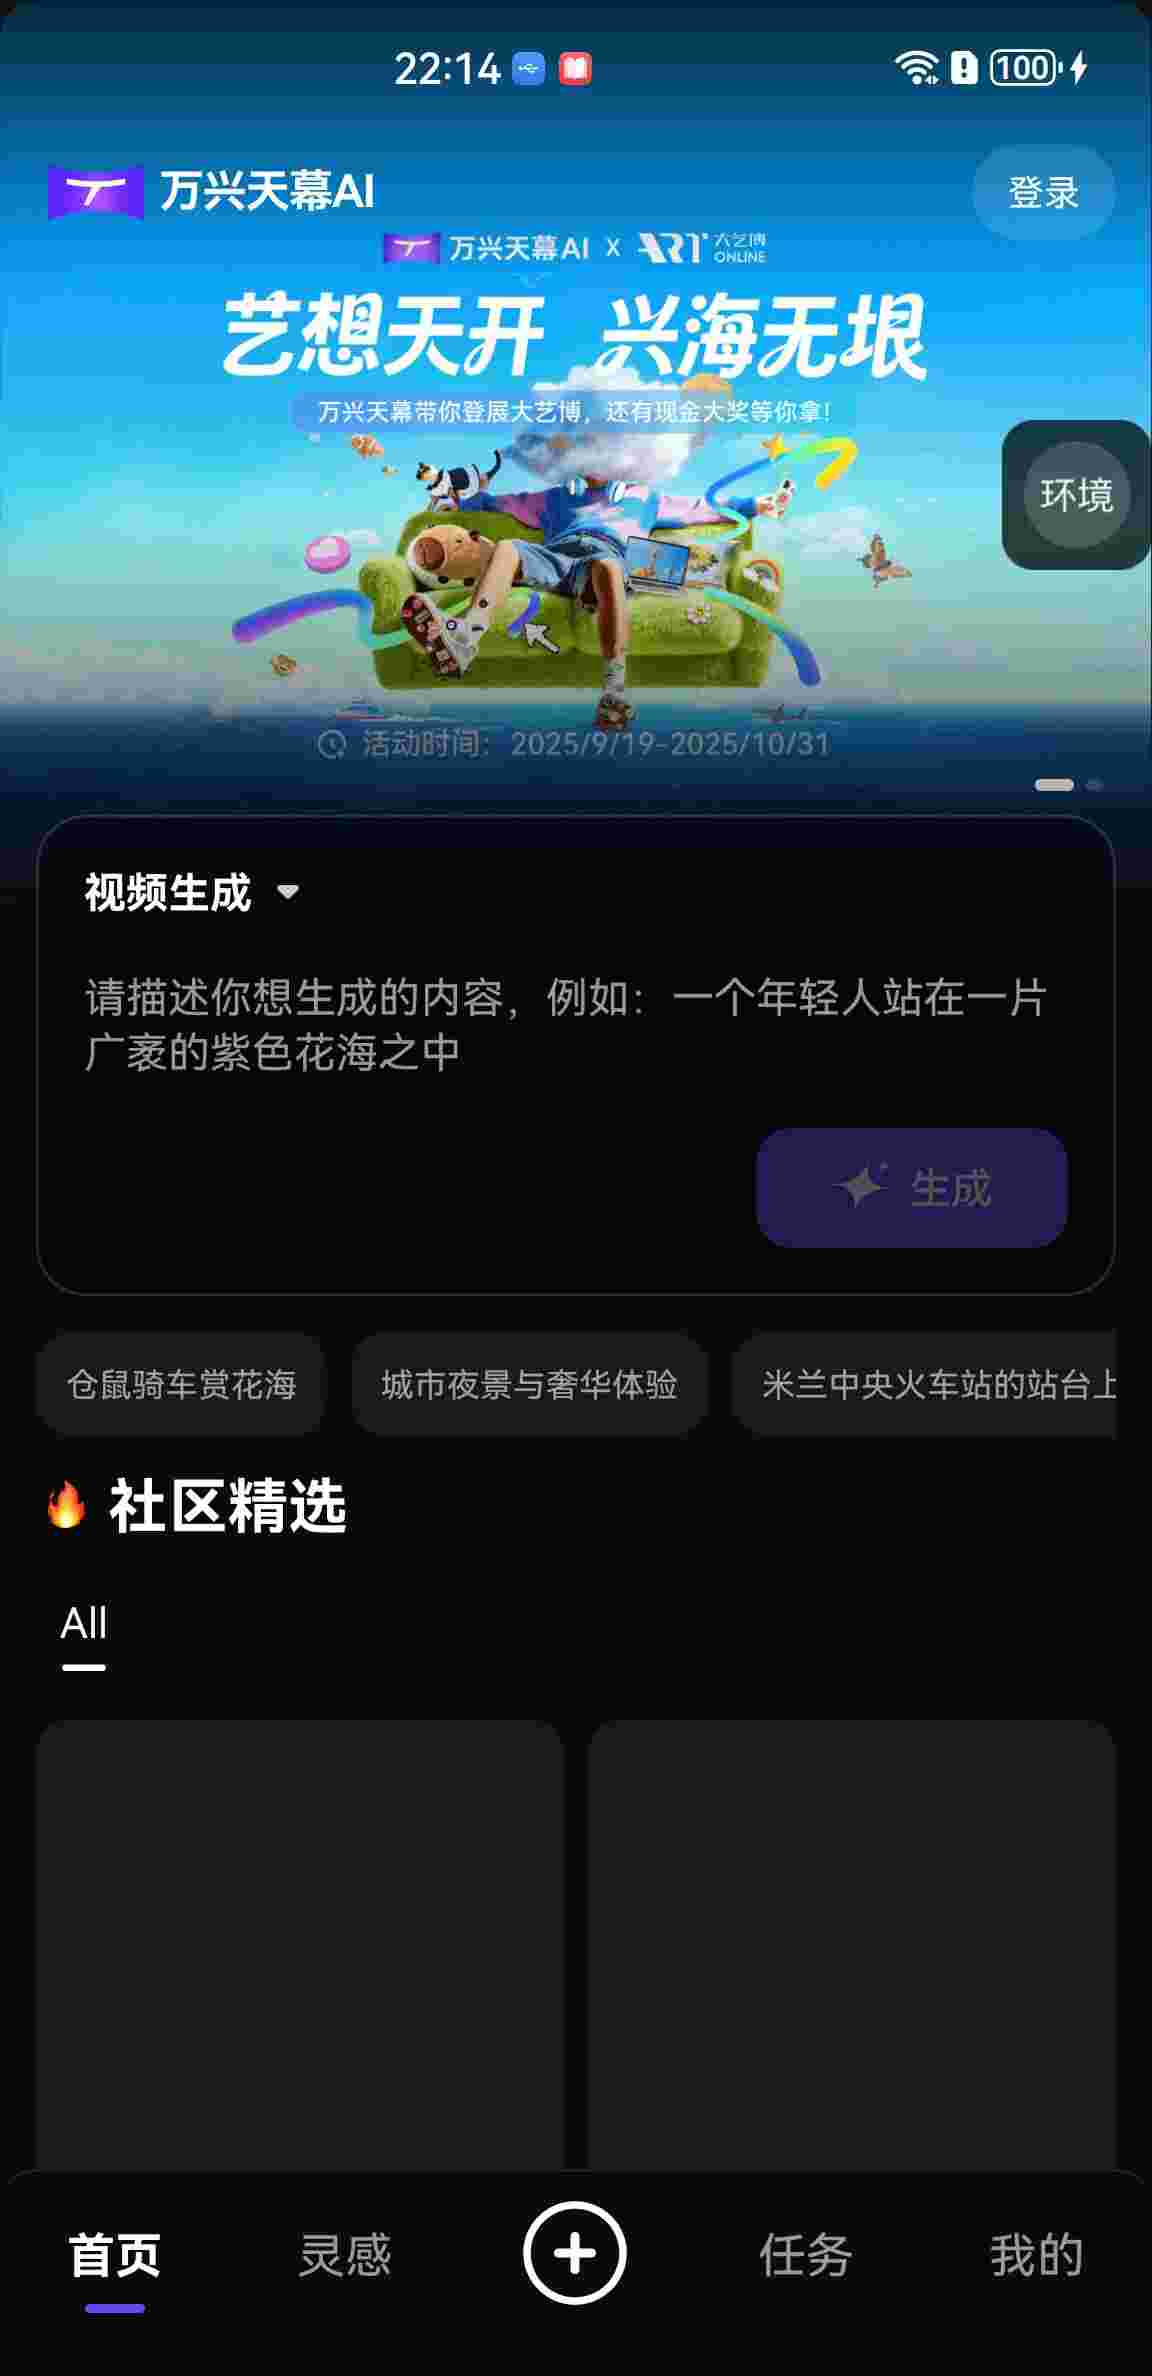 22:14
100
万兴天幕AI
登录
万兴天幕AI X ART 大艺博 ONLINE
艺想天开 兴海无垠
万兴天幕带你登展大艺博，还有现金大奖等你拿！
环境
活动时间：2025/9/19-2025/10/31
视频生成
请描述你想生成的内容，例如：一个年轻人站在一片
广袤的紫色花海之中
生成
仓鼠骑车赏花海
城市夜景与奢华体验
米兰中央火车站的站台上
社区精选
All
首页
灵感
任务
我的